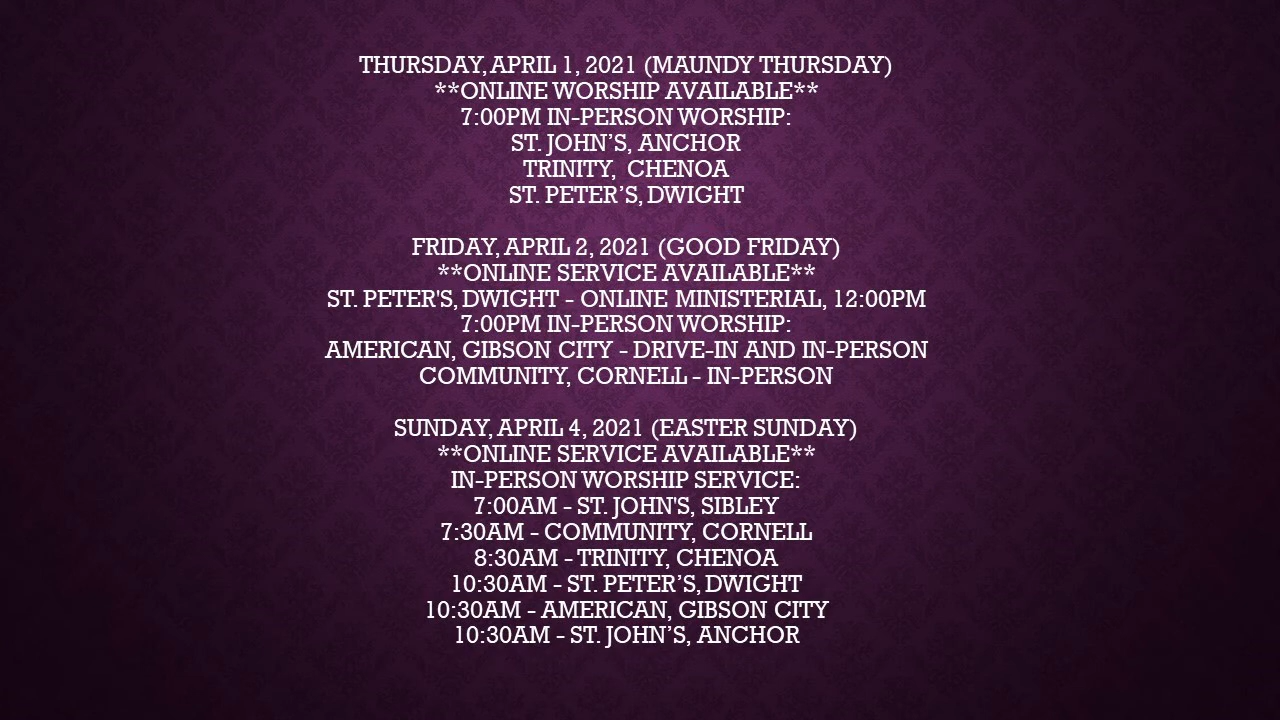 THURSDAY, APRIL 1, 2021 (MAUNDY THURSDAY)
**ONLINE WORSHIP AVAILABLE**
7:00PM IN-PERSON WORSHIP:
ST. JOHN’S, ANCHOR
TRINITY,  CHENOA
ST. PETER’S, DWIGHT
FRIDAY, APRIL 2, 2021 (GOOD FRIDAY)
**ONLINE SERVICE AVAILABLE**
ST. PETER'S, DWIGHT - ONLINE MINISTERIAL, 12:00PM
7:00PM IN-PERSON WORSHIP:
AMERICAN, GIBSON CITY - DRIVE-IN AND IN-PERSON
COMMUNITY, CORNELL - IN-PERSON
SUNDAY, APRIL 4, 2021 (EASTER SUNDAY)
**ONLINE SERVICE AVAILABLE**
IN-PERSON WORSHIP SERVICE:
7:00AM - ST. JOHN'S, SIBLEY
7:30AM - COMMUNITY, CORNELL
8:30AM - TRINITY, CHENOA
10:30AM - ST. PETER’S, DWIGHT
10:30AM - AMERICAN, GIBSON CITY
10:30AM - ST. JOHN’S, ANCHOR